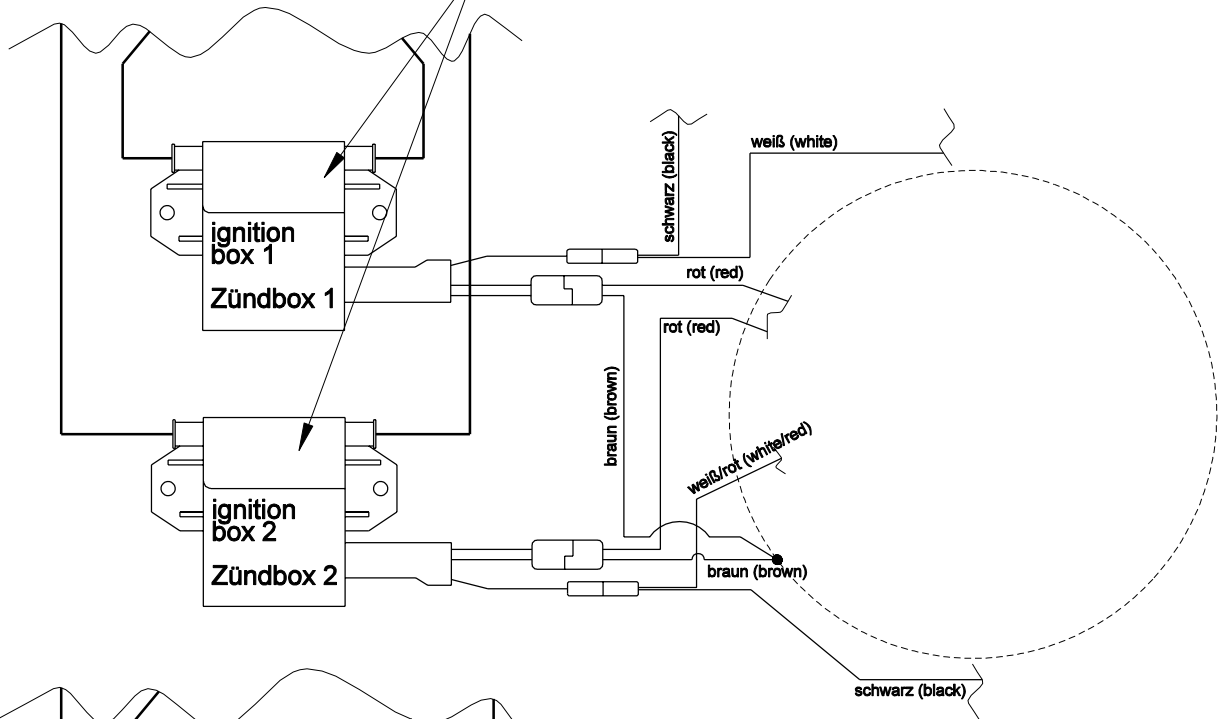 weiß (white)
schwarz (black)
ignition
box 1
Zündbox 1
rot (red)
rot (red)
braun (brown)
weiß/rot (white/red)
ignition
box 2
Zündbox 2
braun (brown)
schwarz (black)